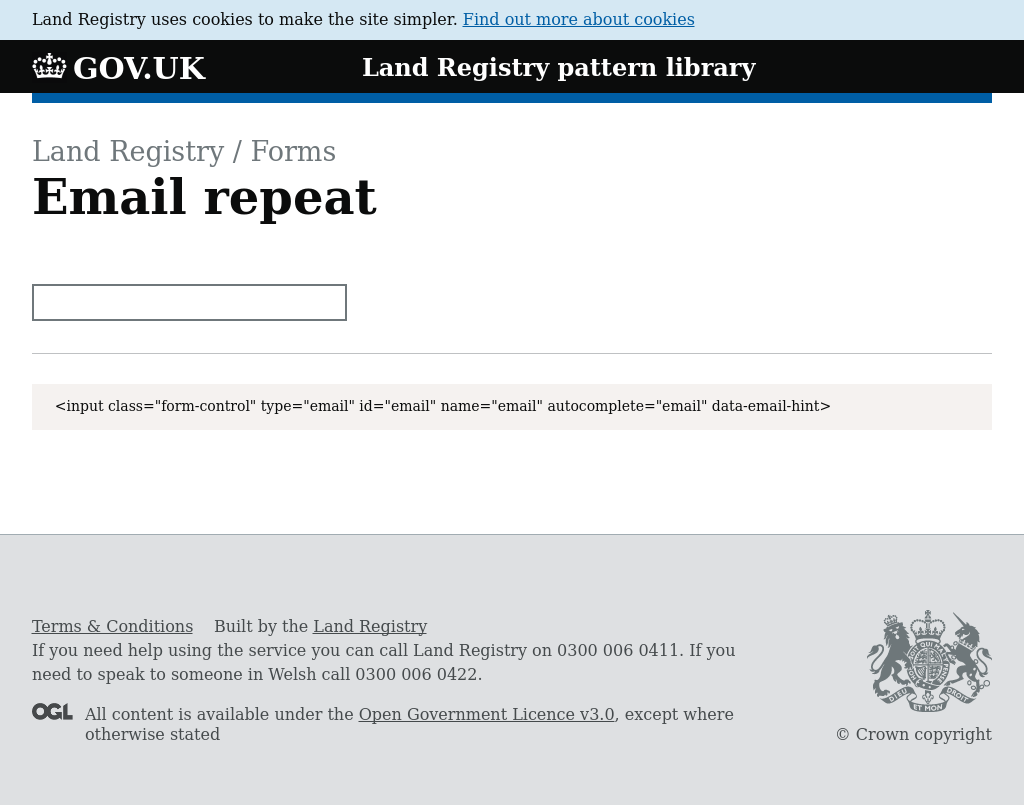 Land Registry uses cookies to make the site simpler. Find out more about cookies
GOV.UK
Land Registry pattern library
Land Registry / Forms
Email repeat
<input class="form-control" type="email" id="email" name="email" autocomplete="email" data-email-hint>
Terms & Conditions Built by the Land Registry
If you need help using the service you can call Land Registry on 0300 006 0411. If you
need to speak to someone in Welsh call 0300 006 0422.
OGL
All content is available under the Open Government Licence v3.0, except where
otherwise stated
DIEU ET MON DROIT
© Crown copyright